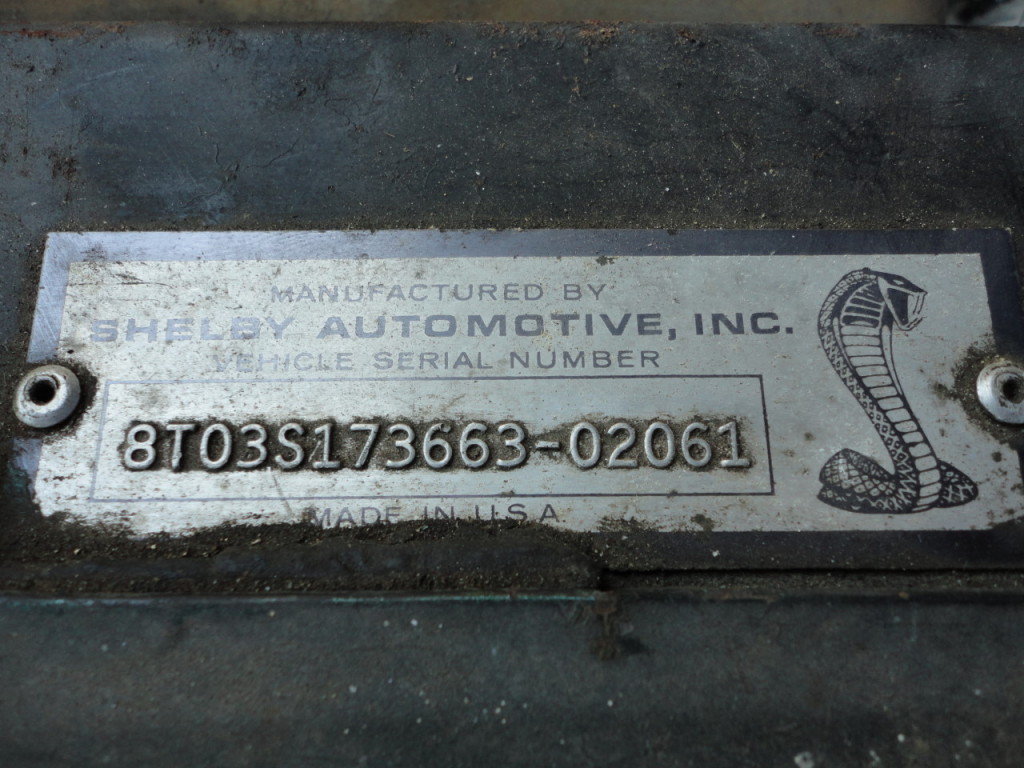 MANUFACTURED BY
SHELBY AUTOMOTIVE, INC.
VEHICLE SERIAL NUMBER
8T03S173663-02061
MADE IN U.S.A